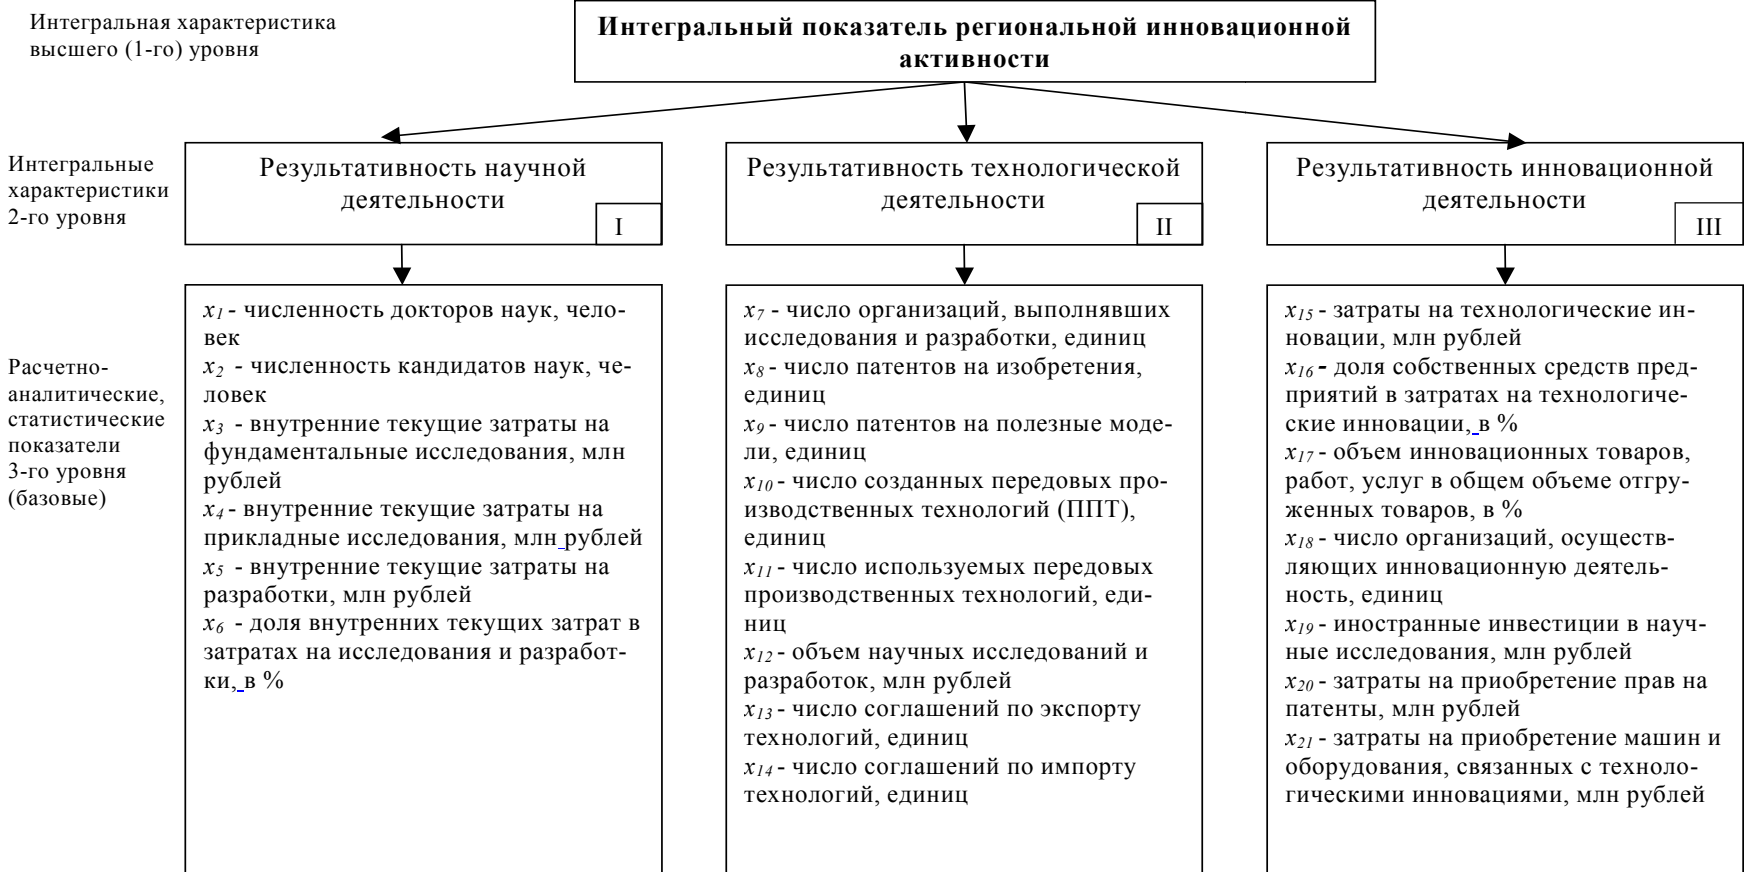 Интегральная характеристика
высшего (1-го) уровня
Интегральный показатель региональной инновационной
активности
Интегральные
характеристики
2-го уровня
Результативность научной
деятельности
I
Результативность технологической
деятельности
II
Результативность инновационной
деятельности
III
Расчетно-
аналитические,
статистические
показатели
3-го уровня
(базовые)
x1 - численность докторов наук, чело-
век
x2 - численность кандидатов наук, че-
ловек
x3 - внутренние текущие затраты на
фундаментальные исследования, млн
рублей
x4 - внутренние текущие затраты на
прикладные исследования, млн рублей
x5 - внутренние текущие затраты на
разработки, млн рублей
x6 - доля внутренних текущих затрат в
затратах на исследования и разработ-
ки, в %
x7 - число организаций, выполнявших
исследования и разработки, единиц
x8 - число патентов на изобретения,
единиц
x9 - число патентов на полезные моде-
ли, единиц
x10 - число созданных передовых про-
изводственных технологий (ППТ),
единиц
x11 - число используемых передовых
производственных технологий, еди-
ниц
x12 - объем научных исследований и
разработок, млн рублей
x13 - число соглашений по экспорту
технологий, единиц
x14 - число соглашений по импорту
технологий, единиц
x15 - затраты на технологические ин-
новации, млн рублей
x16 - доля собственных средств пред-
приятий в затратах на технологиче-
ские инновации, в %
x17 - объем инновационных товаров,
работ, услуг в общем объеме отгру-
женных товаров, в %
x18 - число организаций, осуществ-
ляющих инновационную деятель-
ность, единиц
x19 - иностранные инвестиции в науч-
ные исследования, млн рублей
x20 - затраты на приобретение прав на
патенты, млн рублей
x21 - затраты на приобретение машин и
оборудования, связанных с техноло-
гическими инновациями, млн рублей